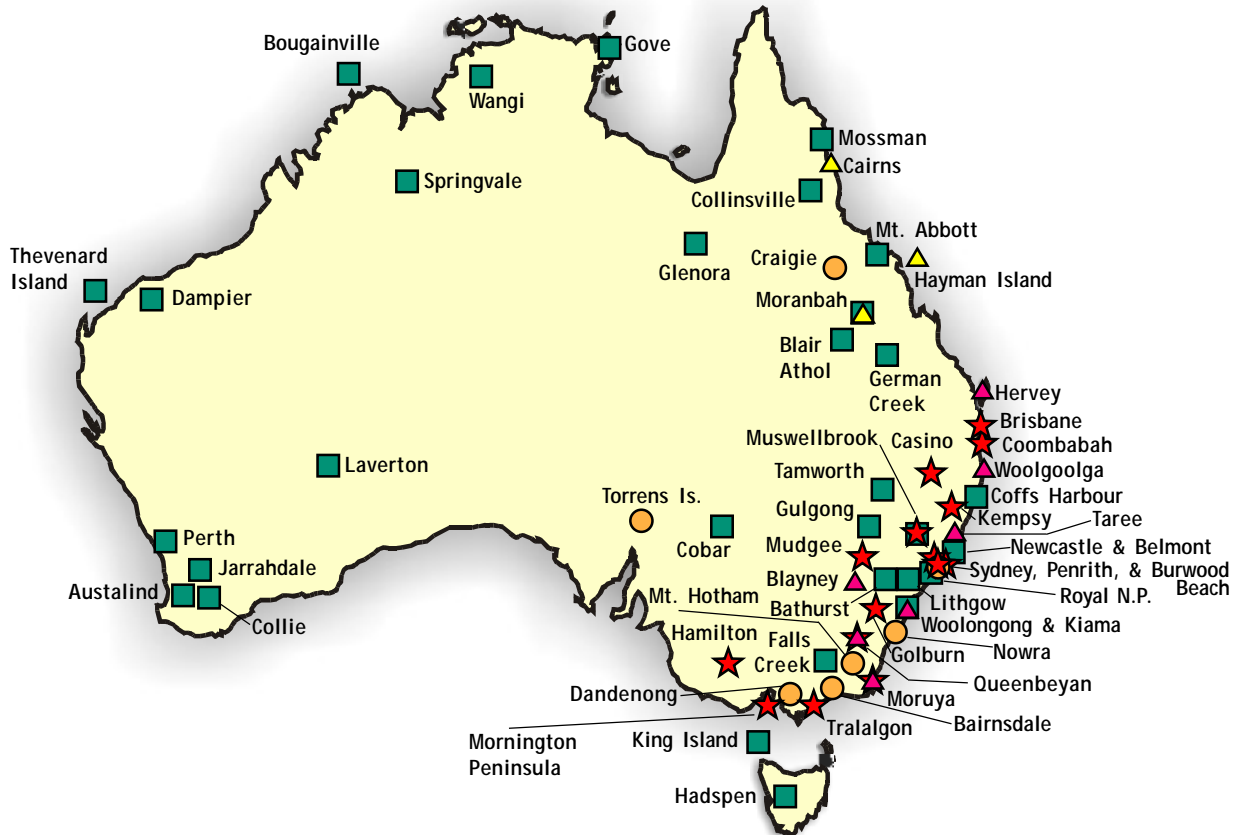 Bougainville
Gove
Wangi
Mossman
Cairns
Springvale
Collinsville
Mt. Abbott
Thevenard
Island
Craigie
Glenora
Hayman Island
Dampier
Moranbah
Blair
Athol
German
Creek
Hervey
Brisbane
Muswellbrook
Casino
Coombabah
Laverton
Tamworth
Woolgoolga
Torrens Is.
Coffs Harbour
Gulgong
Kempsy
Taree
Perth
Cobar
Mudgee
Newcastle & Belmont
Jarrahdale
Blayney
Sydney, Penrith, & Burwood
Beach
Austalind
Mt. Hotham
Bathurst
Lithgow
Royal N.P.
Collie
Woolongong & Kiama
Hamilton
Falls
Creek
Golburn
Nowra
Queenbeyan
Dandenong
Moruya
Bairnsdale
Tralalgon
Mornington
Peninsula
King Island
Hadspen